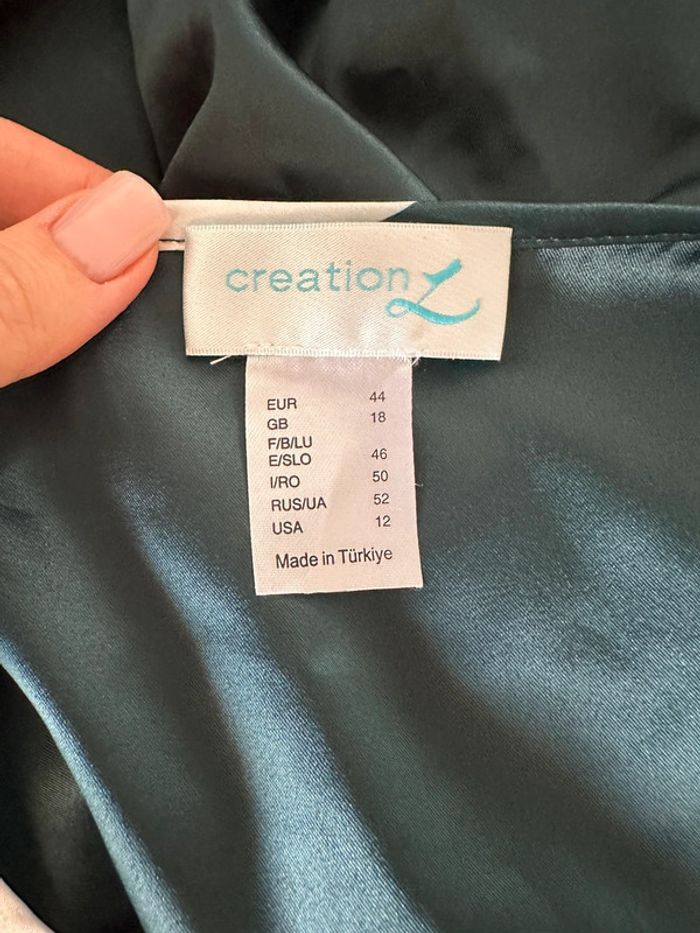 creation L
EUR 44
GB 18
F/B/LU
E/SLO 46
I/RO 50
RUS/UA 52
USA 12
Made in Türkiye